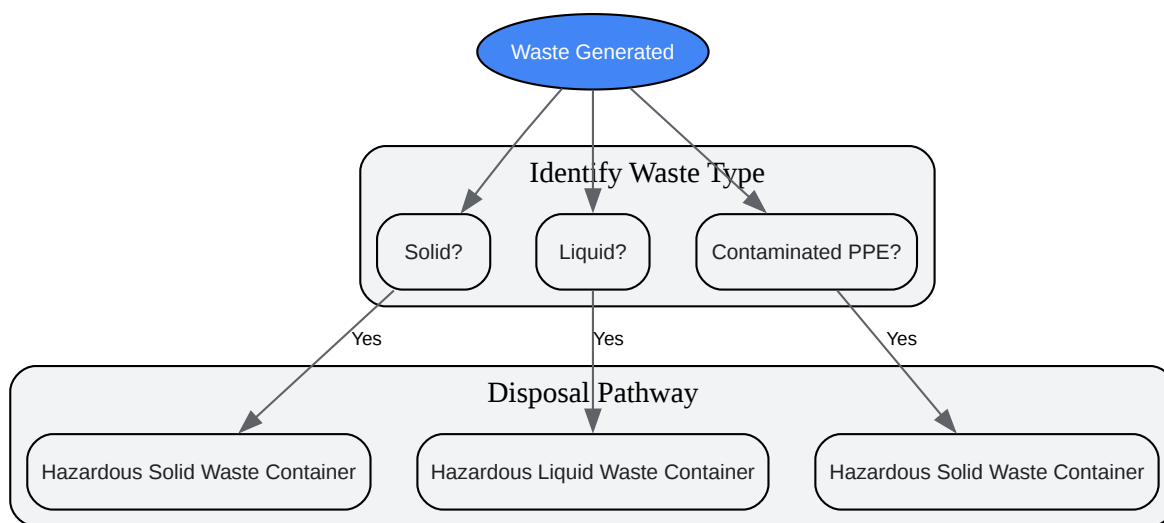 Waste Generated
Identify Waste Type
Solid?
Liquid?
Contaminated PPE?
Yes
Yes
Yes
Disposal Pathway
Hazardous Solid Waste Container
Hazardous Liquid Waste Container
Hazardous Solid Waste Container